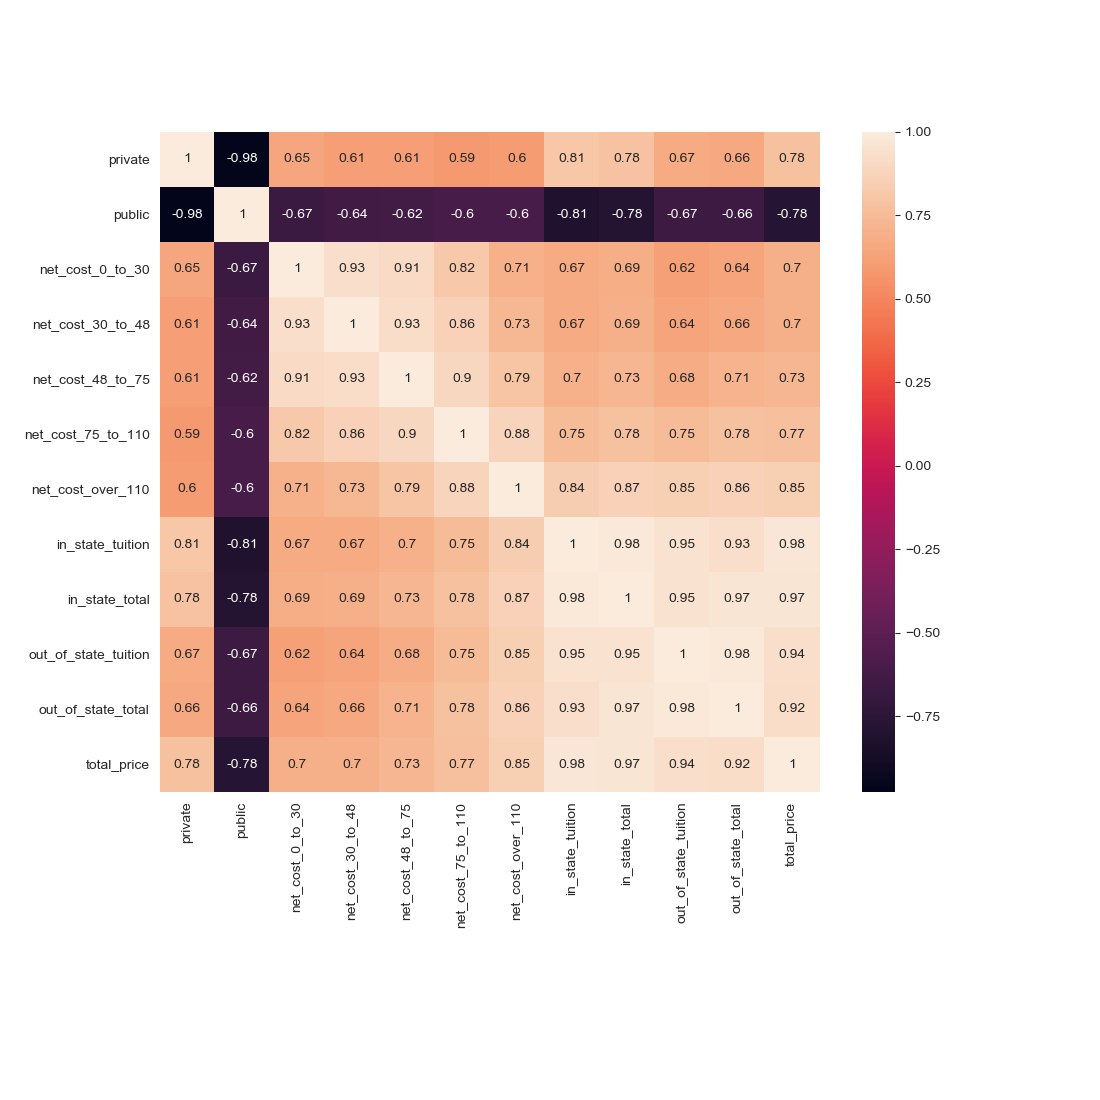 private 1 -0.98 0.65 0.61 0.61 0.59 0.6 0.81 0.78 0.67 0.66 0.78
public -0.98 1 -0.67 -0.64 -0.62 -0.6 -0.6 -0.81 -0.78 -0.67 -0.66 -0.78
net_cost_0_to_30 0.65 -0.67 1 0.93 0.91 0.82 0.71 0.67 0.69 0.62 0.64 0.7
net_cost_30_to_48 0.61 -0.64 0.93 1 0.93 0.86 0.73 0.67 0.69 0.64 0.66 0.7
net_cost_48_to_75 0.61 -0.62 0.91 0.93 1 0.9 0.79 0.7 0.73 0.68 0.71 0.73
net_cost_75_to_110 0.59 -0.6 0.82 0.86 0.9 1 0.88 0.75 0.78 0.75 0.78 0.77
net_cost_over_110 0.6 -0.6 0.71 0.73 0.79 0.88 1 0.84 0.87 0.85 0.86 0.85
in_state_tuition 0.81 -0.81 0.67 0.67 0.7 0.75 0.84 1 0.98 0.95 0.93 0.98
in_state_total 0.78 -0.78 0.69 0.69 0.73 0.78 0.87 0.98 1 0.95 0.97 0.97
out_of_state_tuition 0.67 -0.67 0.62 0.64 0.68 0.75 0.85 0.95 0.95 1 0.98 0.94
out_of_state_total 0.66 -0.66 0.64 0.66 0.71 0.78 0.86 0.93 0.97 0.98 1 0.92
total_price 0.78 -0.78 0.7 0.7 0.73 0.77 0.85 0.98 0.97 0.94 0.92 1
private
public
net_cost_0_to_30
net_cost_30_to_48
net_cost_48_to_75
net_cost_75_to_110
net_cost_over_110
in_state_tuition
in_state_total
out_of_state_tuition
out_of_state_total
total_price
1.00
0.75
0.50
0.25
0.00
−0.25
−0.50
−0.75